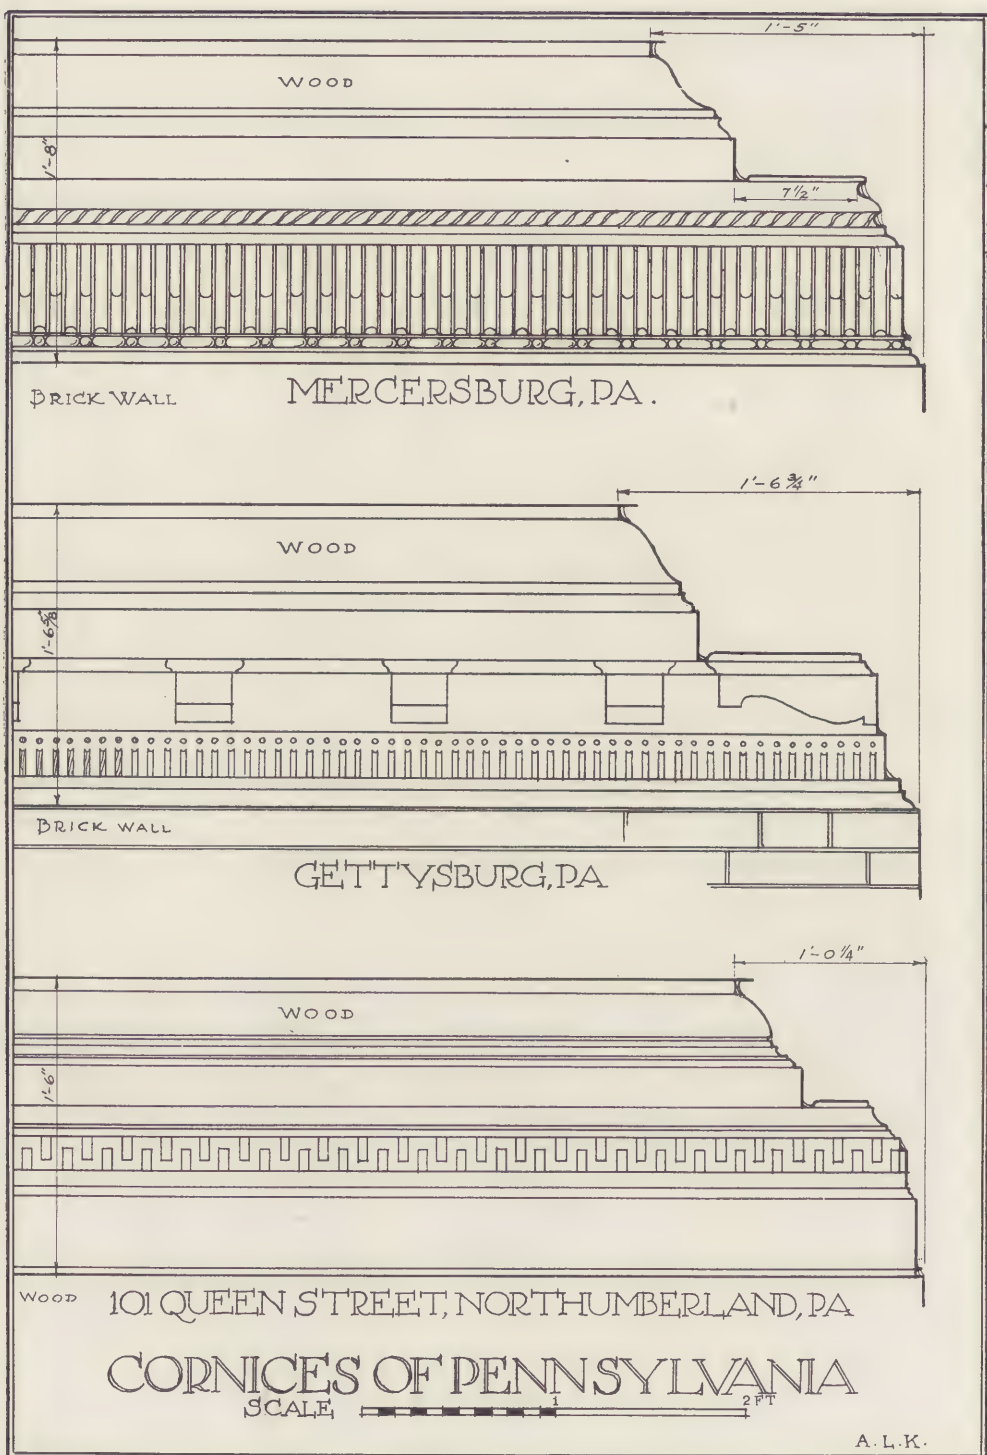 1'-5"
WOOD
1'-8"
7½"
BRICK WALL
MERCERSBURG, PA.
1'-6¾"
WOOD
1'-6⅝"
BRICK WALL
GETTYSBURG, PA
1'-0¼"
WOOD
1'-6"
WOOD
101 QUEEN STREET, NORTHUMBERLAND, PA
CORNICES OF PENNSYLVANIA
SCALE 1 2 FT
A.L.K.